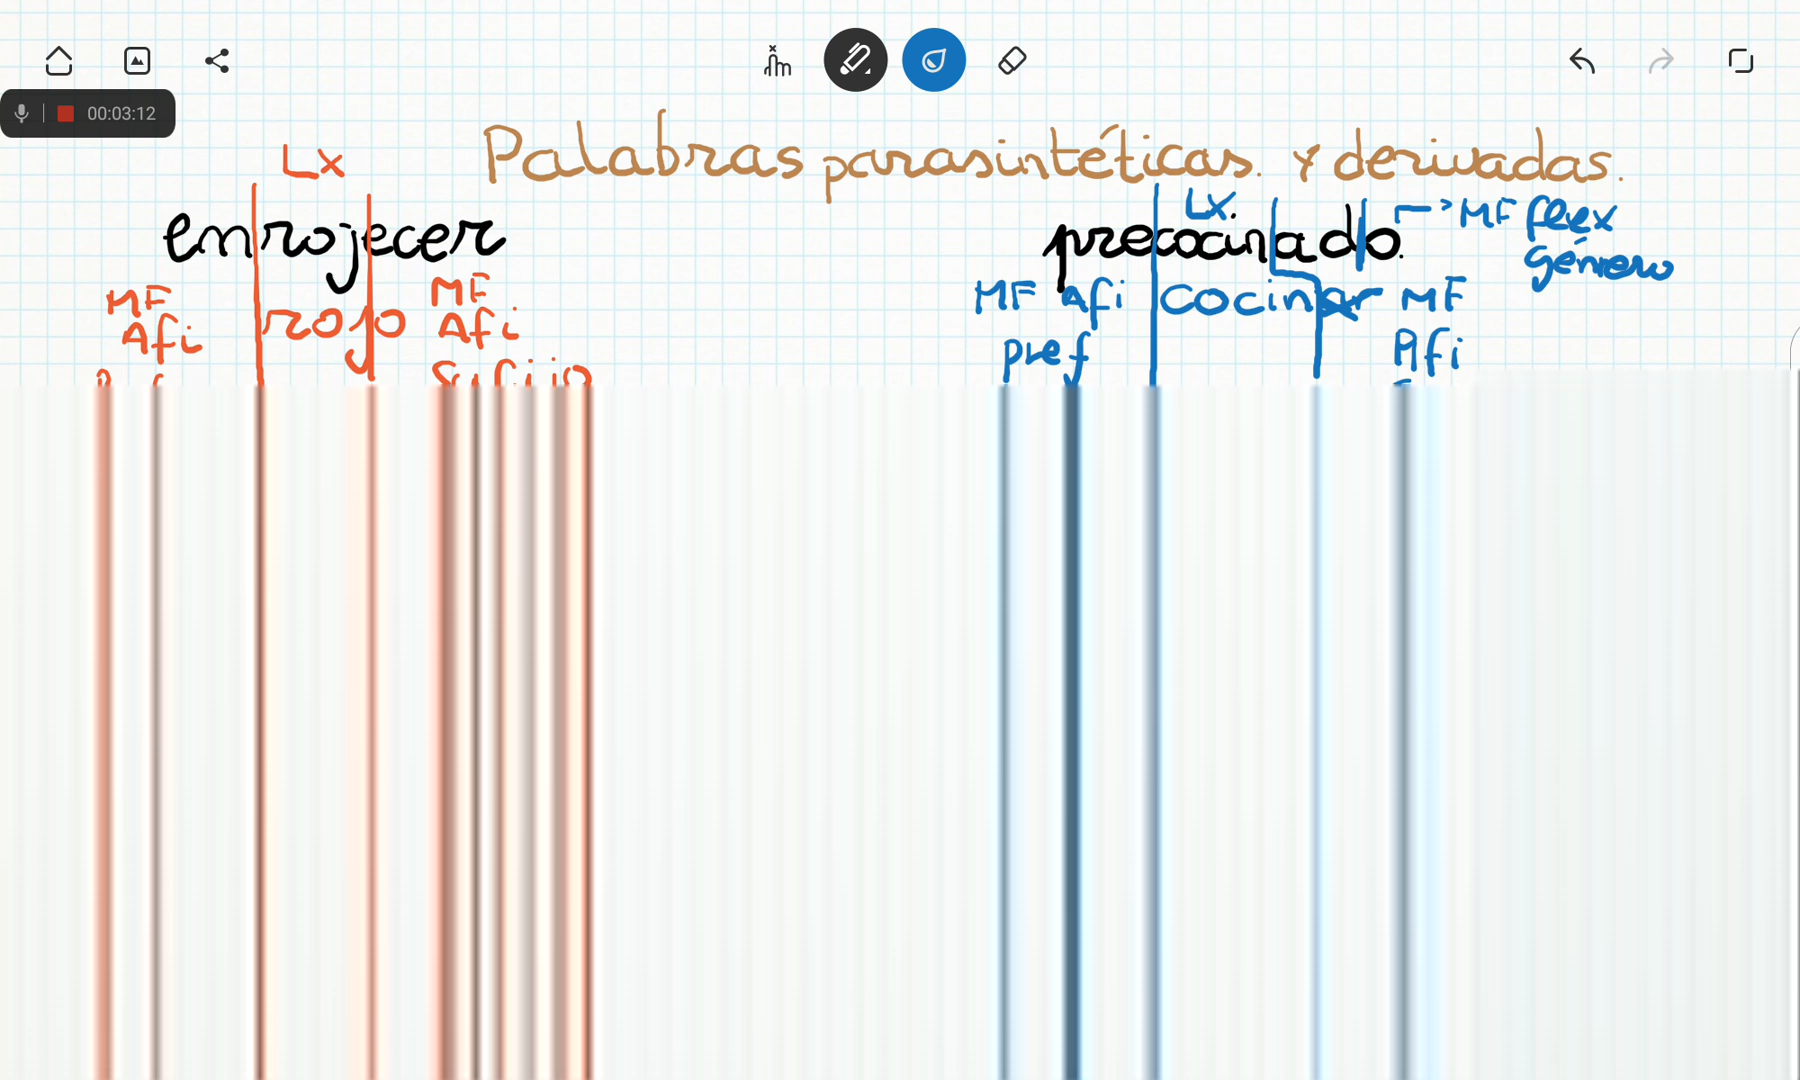 00:03:12
Palabras parasintéticas. y derivadas.
Lx
enrojecer
MF
Afi
rojo
MF
Afi
sufijo
Lx.
precocinado.
MF flex
género
MF Afi
pref
cocinar
MF
Afi